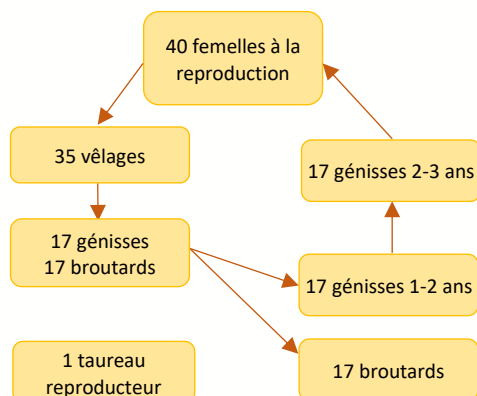 40 femelles à la
reproduction
35 vêlages
17 génisses 2-3 ans
17 génisses
17 broutards
17 génisses 1-2 ans
1 taureau
reproducteur
17 broutards